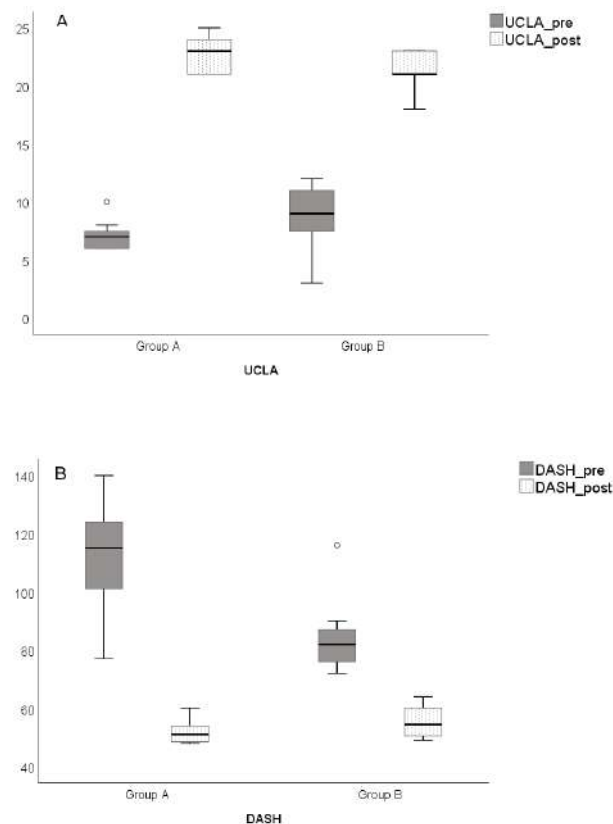 A
UCLA_pre
UCLA_post
25
20
15
10
5
0
Group A Group B
UCLA
B
DASH_pre
DASH_post
140
120
100
80
60
40
Group A Group B
DASH